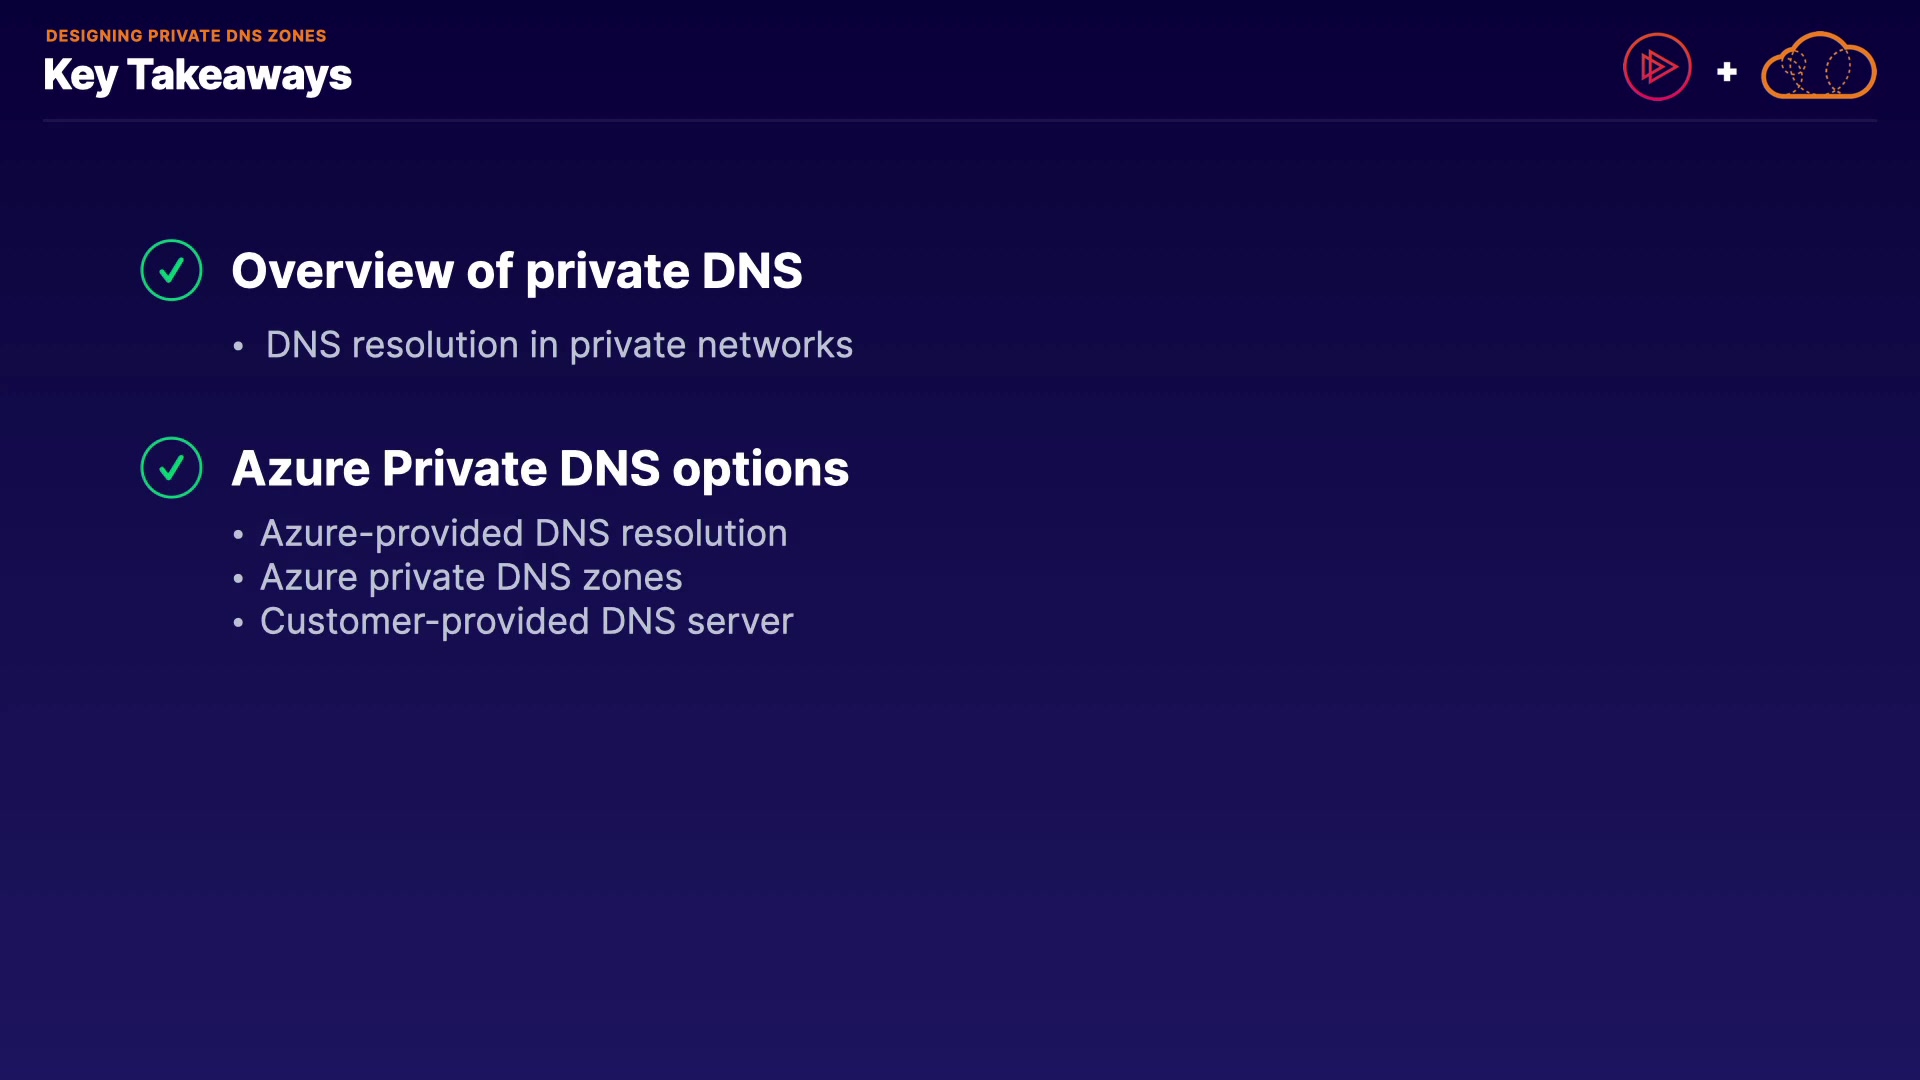 DESIGNING PRIVATE DNS ZONES
Key Takeaways
+
Overview of private DNS
• DNS resolution in private networks
Azure Private DNS options
• Azure-provided DNS resolution
• Azure private DNS zones
• Customer-provided DNS server